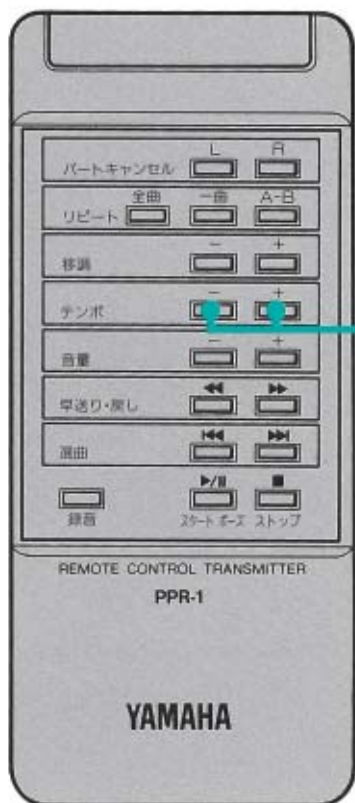 L R
パートキャンセル
全曲 一曲 A-B
リピート
- +
移調
- +
テンポ
- +
音量
◀◀ ▶▶
早送り・戻し
|◀◀ ▶▶|
選曲
▶/II ■
録音 スタート ポーズ ストップ
REMOTE CONTROL TRANSMITTER
PPR-1
YAMAHA